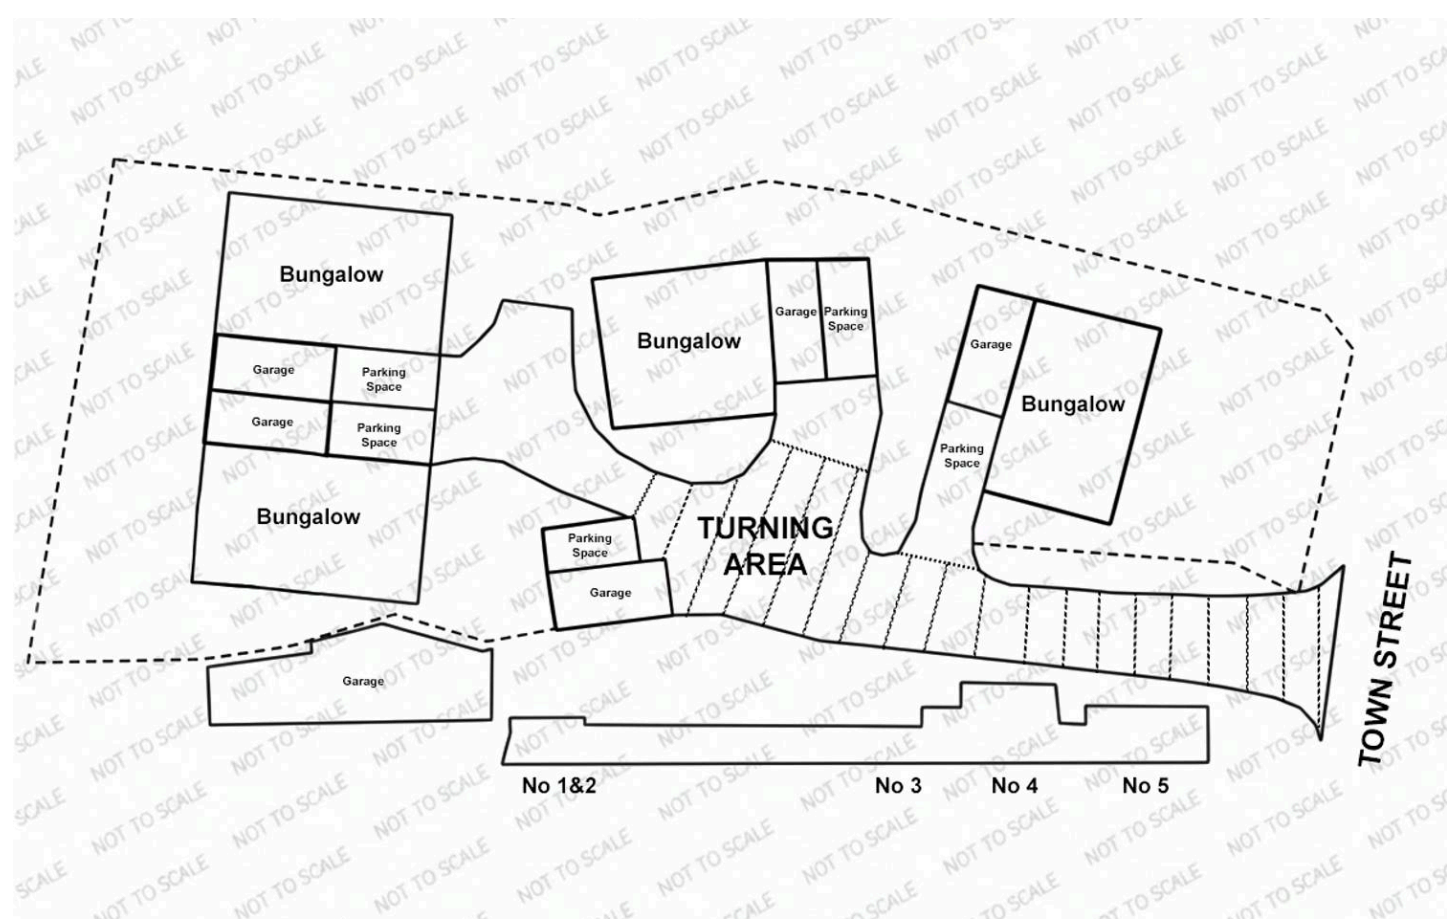 NOT TO SCALE
Bungalow
Garage
Parking
Space
Garage
Parking
Space
Bungalow
Bungalow
Garage
Parking
Space
Garage
Bungalow
Parking
Space
TURNING
AREA
Parking
Space
Garage
Garage
TOWN STREET
No 1&2
No 3
No 4
No 5